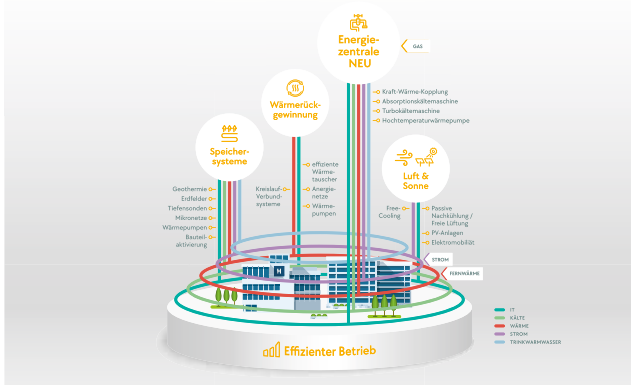 Energie-
zentrale
NEU
GAS
Kraft-Wärme-Kopplung
Absorptionskältemaschine
Turbokältemaschine
Hochtemperaturwärmepumpe
Wärmerück-
gewinnung
effiziente
Wärme-
tauscher
Kreislauf-
Verbund-
systeme
Anergie-
netze
Wärme-
pumpen
Speicher-
systeme
Geothermie
Erdfelder
Tiefensonden
Mikronetze
Wärmepumpen
Bauteil-
aktivierung
Luft &
Sonne
Free-
Cooling
Passive
Nachkühlung /
Freie Lüftung
PV-Anlagen
Elektromobilität
STROM
FERNWÄRME
H
IT
KÄLTE
WÄRME
STROM
TRINKWARMWASSER
Effizienter Betrieb